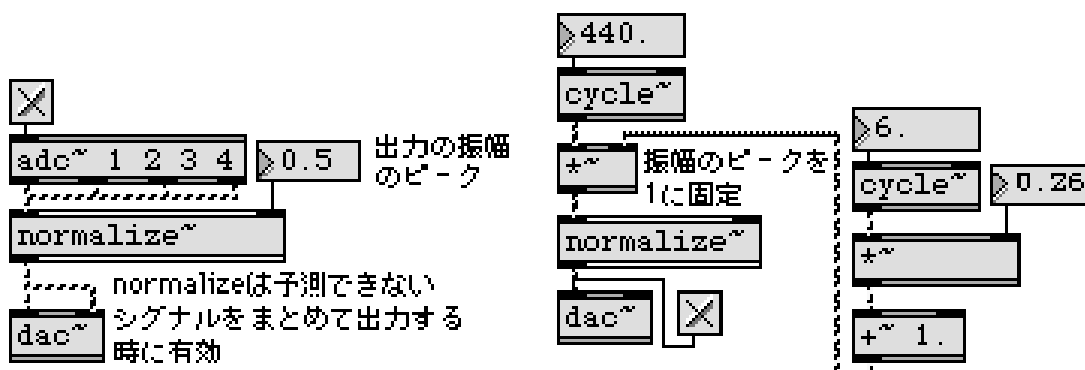 adc~ 1 2 3 4
0.5
出力の振幅
のピーク
normalize~
normalizeは予測できない
シグナルをまとめて出力する
時に有効
dac~
440.
cycle~
*~
振幅のピークを
1に固定
normalize~
dac~
6.
cycle~
0.26
*~
+~ 1.